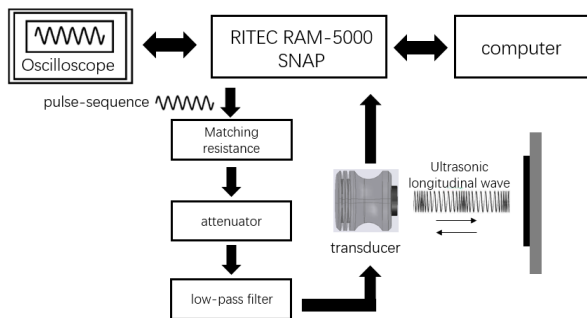 RITEC RAM-5000
SNAP
Oscilloscope
computer
pulse-sequence
Matching
resistance
attenuator
low-pass filter
transducer
Ultrasonic
longitudinal wave